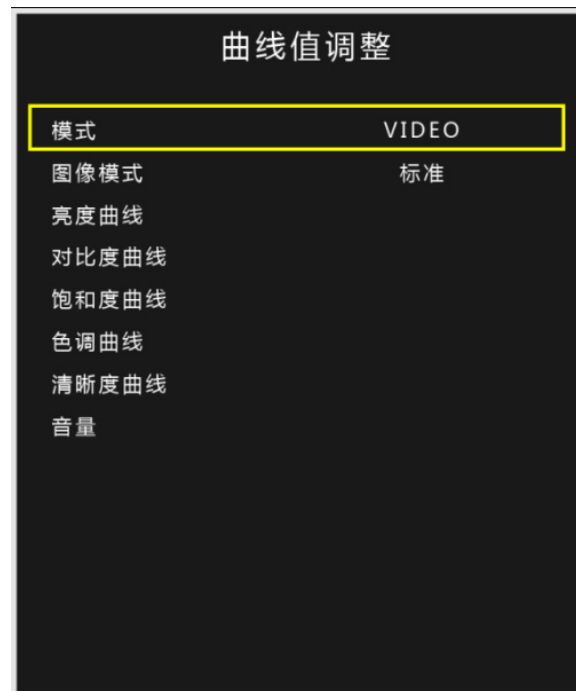 曲线值调整
模式 VIDEO
图像模式 标准
亮度曲线
对比度曲线
饱和度曲线
色调曲线
清晰度曲线
音量